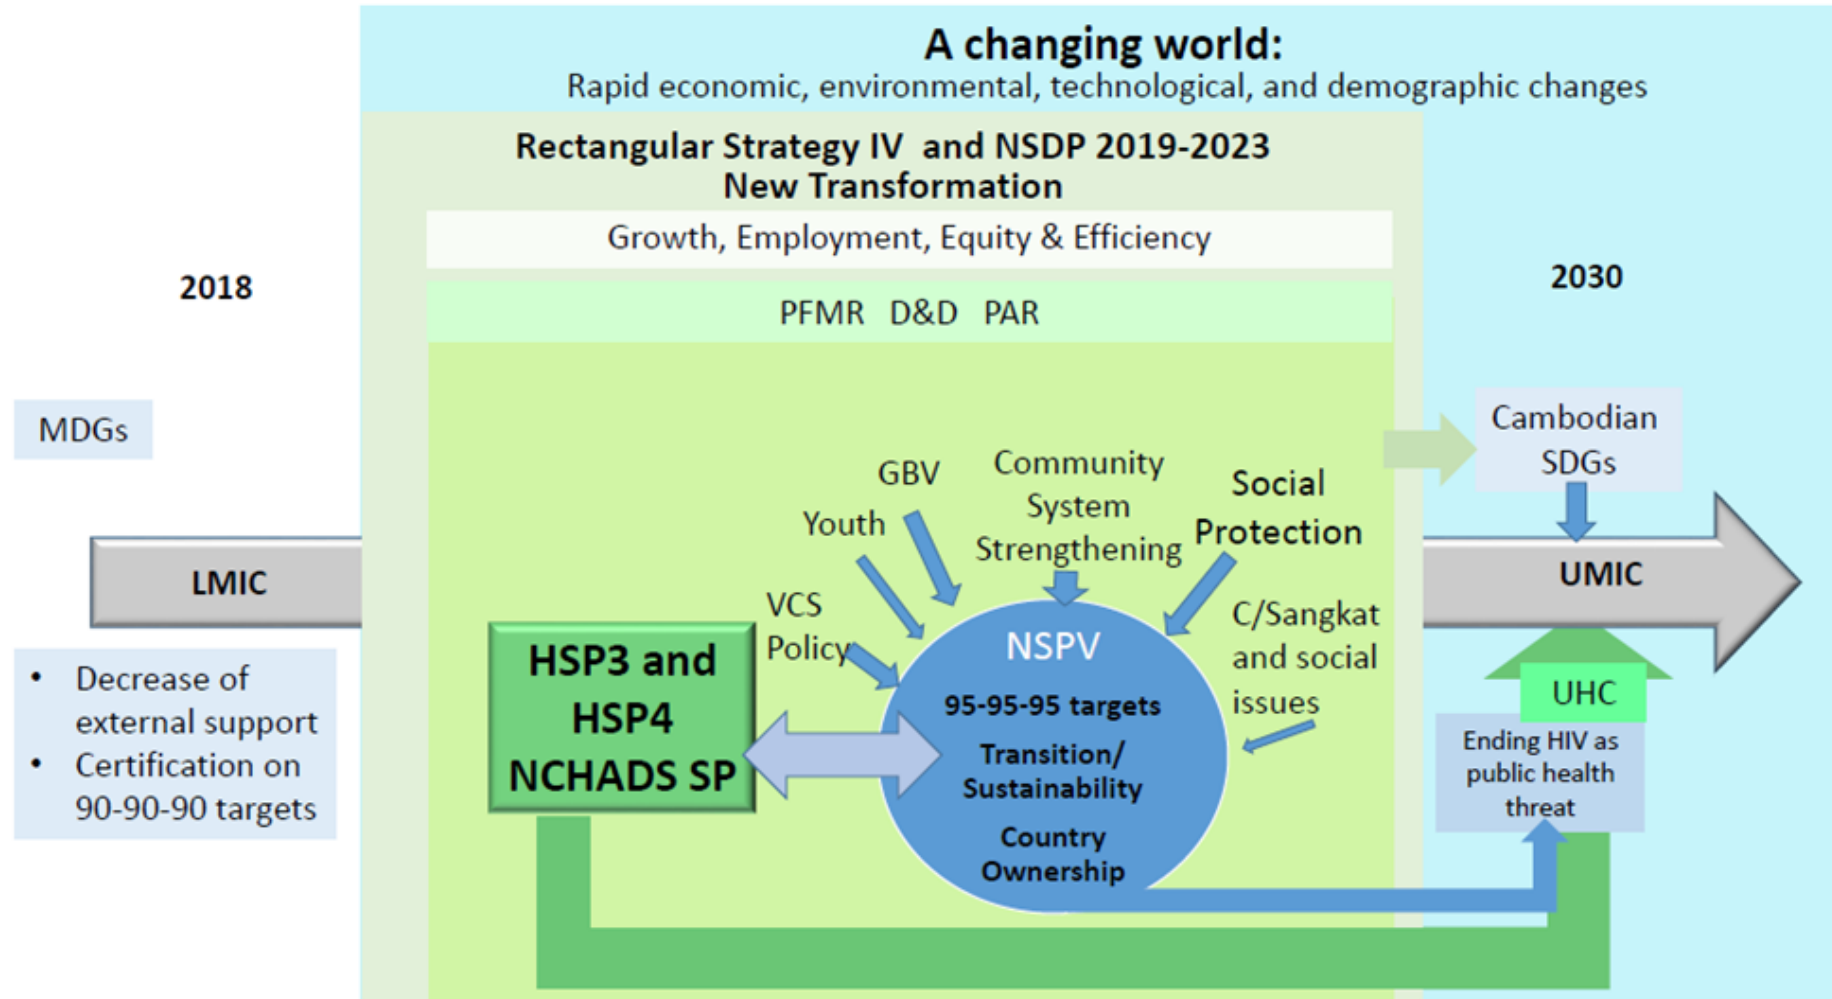 A changing world:
Rapid economic, environmental, technological, and demographic changes
Rectangular Strategy IV and NSDP 2019-2023
New Transformation
Growth, Employment, Equity & Efficiency
PFMR D&D PAR
2018
MDGs
LMIC
• Decrease of
external support
• Certification on
90-90-90 targets
HSP3 and
HSP4
NCHADS SP
VCS
Policy
Youth
GBV
Community
System
Strengthening
Social
Protection
C/Sangkat
and social
issues
NSPV
95-95-95 targets
Transition/
Sustainability
Country
Ownership
2030
Cambodian
SDGs
UMIC
UHC
Ending HIV as
public health
threat